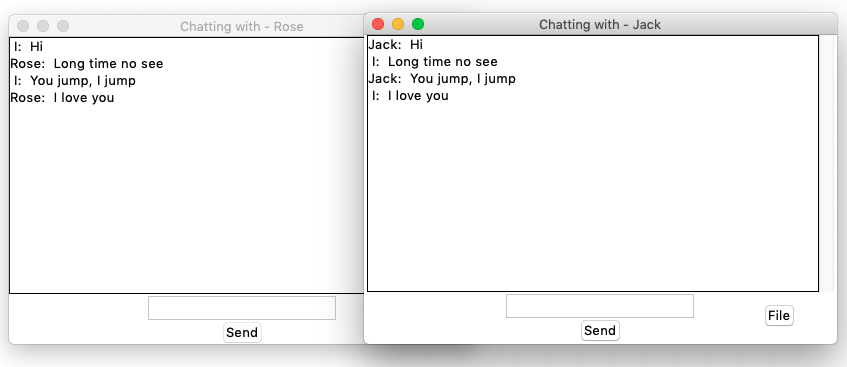 Chatting with - Rose
I: Hi
Rose: Long time no see
I: You jump, I jump
Rose: I love you
Send
Chatting with - Jack
Jack: Hi
I: Long time no see
Jack: You jump, I jump
I: I love you
File
Send